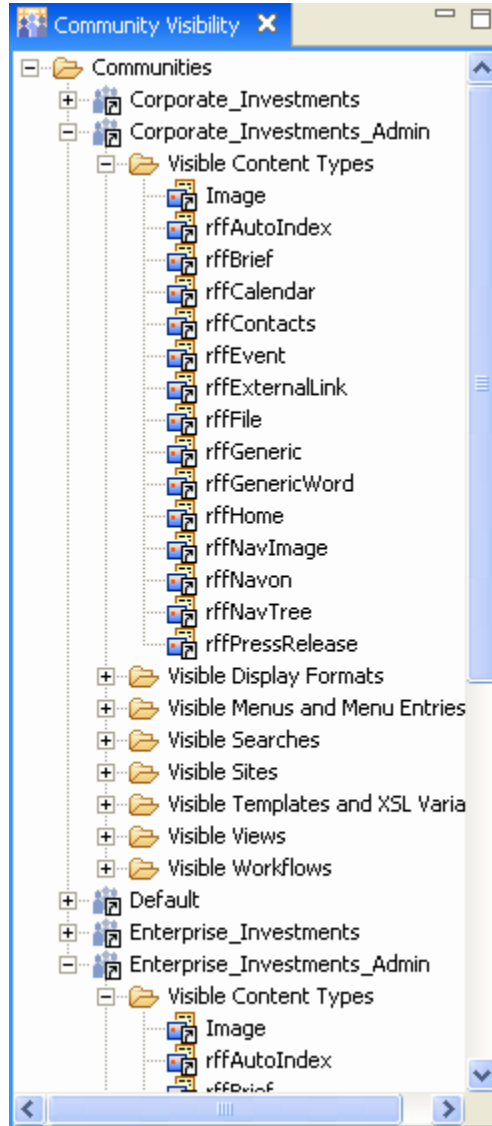 Community Visibility
Communities
Corporate_Investments
Corporate_Investments_Admin
Visible Content Types
Image
rffAutoIndex
rffBrief
rffCalendar
rffContacts
rffEvent
rffExternalLink
rffFile
rffGeneric
rffGenericWord
rffHome
rffNavImage
rffNavon
rffNavTree
rffPressRelease
Visible Display Formats
Visible Menus and Menu Entries
Visible Searches
Visible Sites
Visible Templates and XSL Varia
Visible Views
Visible Workflows
Default
Enterprise_Investments
Enterprise_Investments_Admin
Visible Content Types
Image
rffAutoIndex
rffBrief